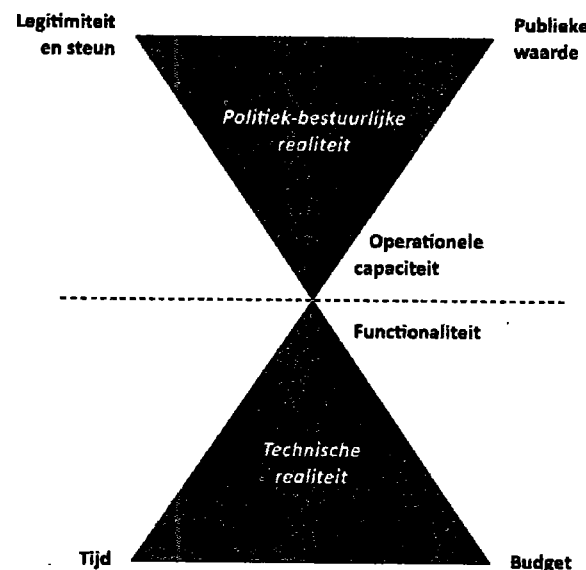 Legitimiteit
en steun
Publieke
waarde
Politiek-bestuurlijke
realiteit
Operationele
capaciteit
Functionaliteit
Technische
realiteit
Tijd
Budget